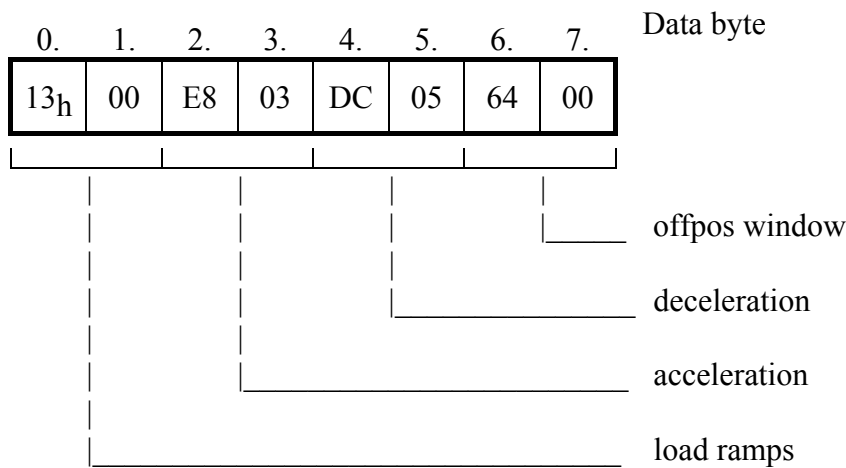 Data byte
0. 1. 2. 3. 4. 5. 6. 7.
13h 00 E8 03 DC 05 64 00
offpos window
deceleration
acceleration
load ramps